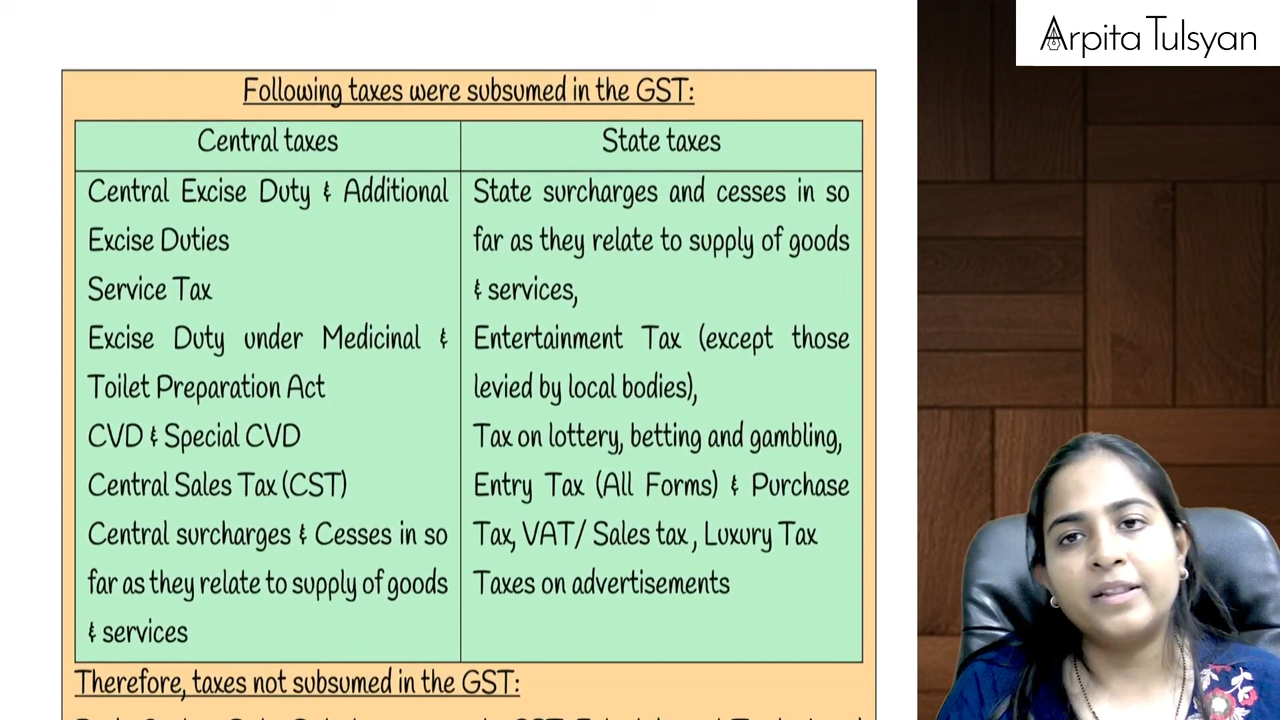 Arpita Tulsyan
Following taxes were subsumed in the GST:
Central taxes
Central Excise Duty & Additional
Excise Duties
Service Tax
Excise Duty under Medicinal &
Toilet Preparation Act
CVD & Special CVD
Central Sales Tax (CST)
Central surcharges & Cesses in so
far as they relate to supply of goods
& services
State taxes
State surcharges and cesses in so
far as they relate to supply of goods
& services,
Entertainment Tax (except those
levied by local bodies),
Tax on lottery, betting and gambling,
Entry Tax (All Forms) & Purchase
Tax, VAT/ Sales tax , Luxury Tax
Taxes on advertisements
Therefore, taxes not subsumed in the GST: